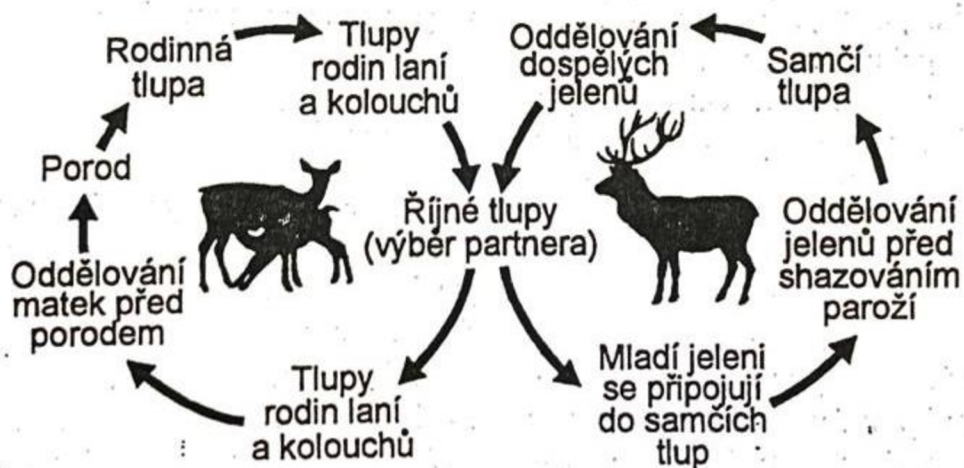 Rodinná
tlupa
Tlupy
rodin laní
a kolouchů
Oddělování
dospělých
jelenů
Samčí
tlupa
Porod
Říjné tlupy
(výběr partnera)
Oddělování
jelenů před
shazováním
paroží
Oddělování
matek před
porodem
Tlupy
rodin laní
a kolouchů
Mladí jeleni
se připojují
do samčích
tlup